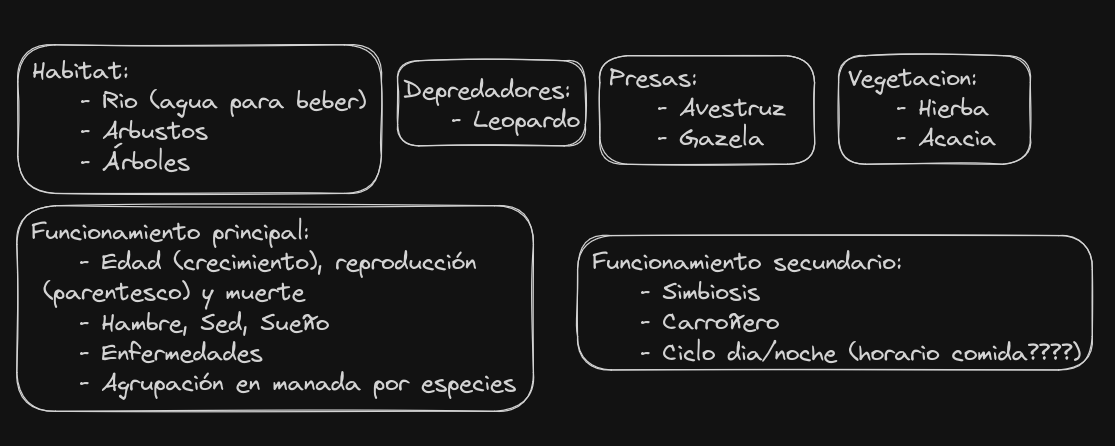 Habitat:
- Rio (agua para beber)
- Arbustos
- Árboles
Depredadores:
- Leopardo
Presas:
- Avestruz
- Gazela
Vegetacion:
- Hierba
- Acacia
Funcionamiento principal:
- Edad (crecimiento), reproducción
(parentesco) y muerte
- Hambre, Sed, Sueño
- Enfermedades
- Agrupación en manada por especies
Funcionamiento secundario:
- Simbiosis
- Carroñero
- Ciclo dia/noche (horario comida????)